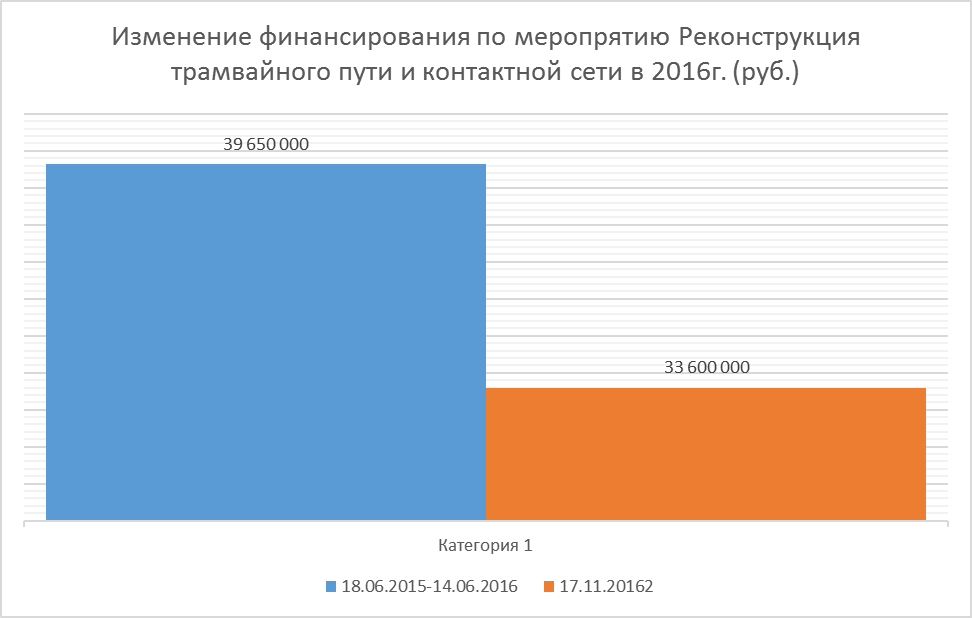 Изменение финансирования по меропрятию Реконструкция
трамвайного пути и контактной сети в 2016г. (руб.)
39 650 000
33 600 000
Категория 1
18.06.2015-14.06.2016 17.11.20162